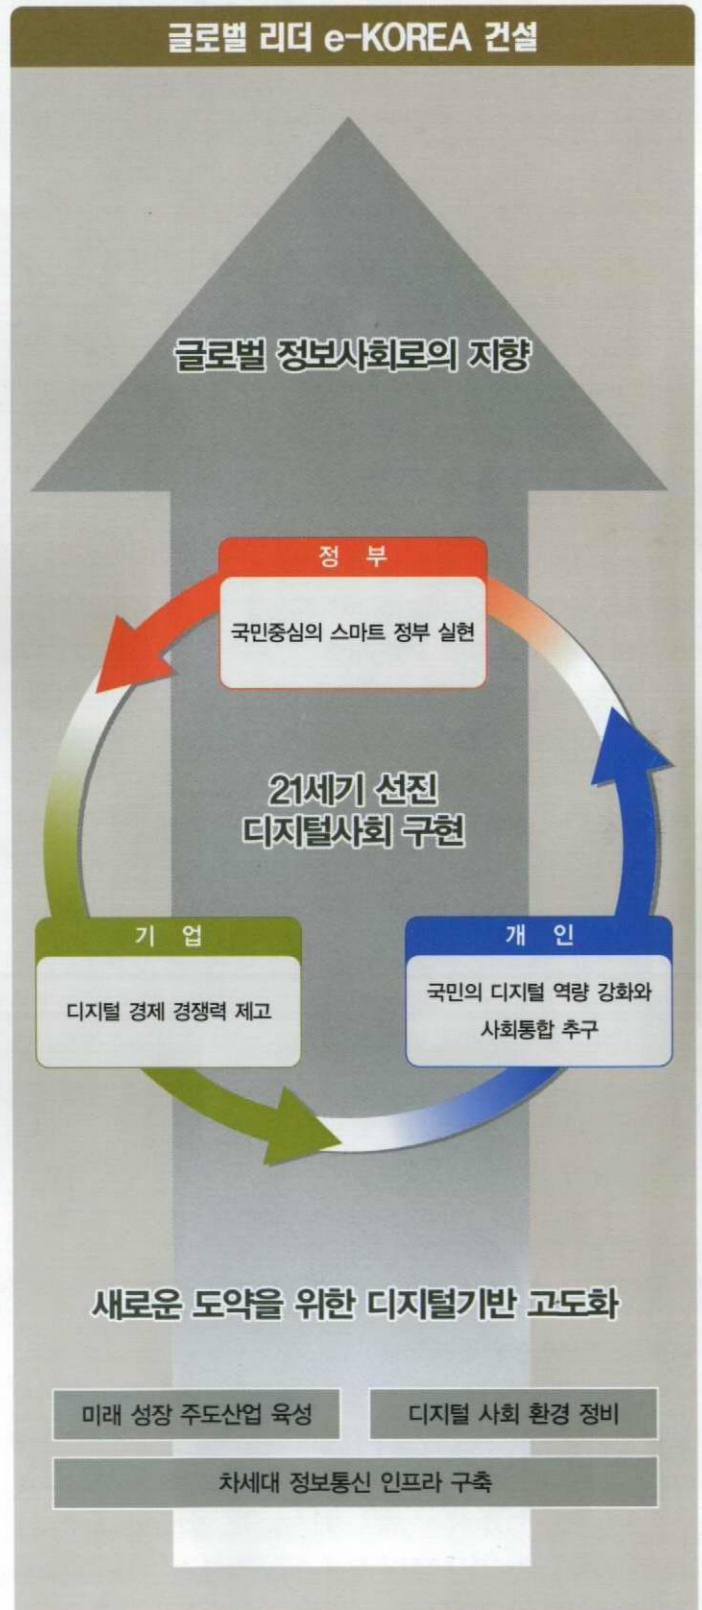 글로벌 리더 e-KOREA 건설
글로벌 정보사회로의 지향
정 부
국민중심의 스마트 정부 실현
21세기 선진
디지털사회 구현
기 업
디지털 경제 경쟁력 제고
개 인
국민의 디지털 역량 강화와
사회통합 추구
새로운 도약을 위한 디지털기반 고도화
미래 성장 주도산업 육성
디지털 사회 환경 정비
차세대 정보통신 인프라 구축